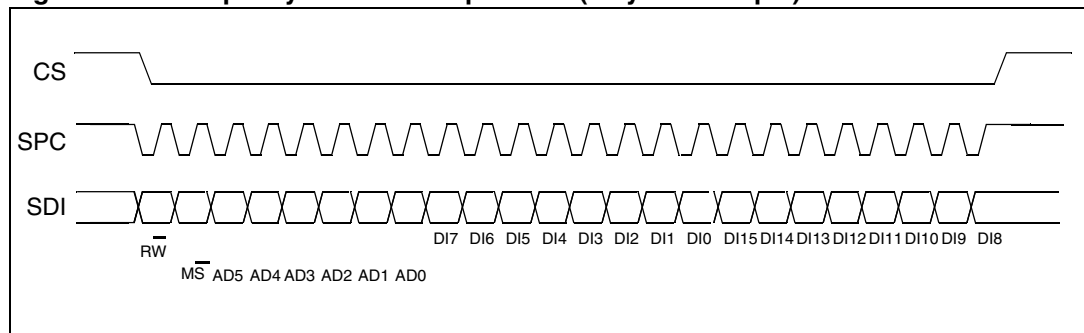 CS
SPC
SDI
DI7 DI6 DI5 DI4 DI3 DI2 DI1 DI0 DI15 DI14 DI13 DI12 DI11 DI10 DI9 DI8
RW
MS AD5 AD4 AD3 AD2 AD1 AD0